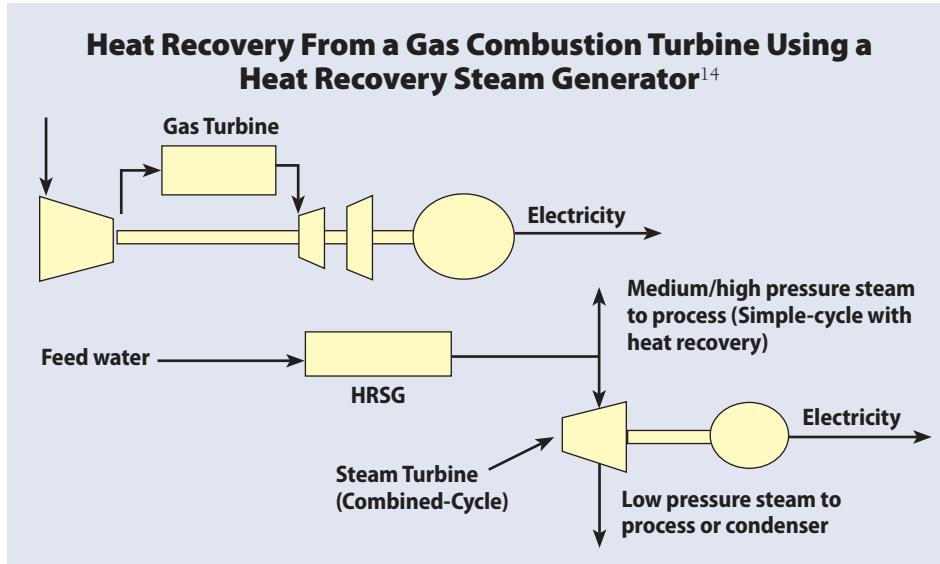 Heat Recovery From a Gas Combustion Turbine Using a
Heat Recovery Steam Generator14
Gas Turbine
Electricity
Medium/high pressure steam
to process (Simple-cycle with
heat recovery)
Feed water
HRSG
Electricity
Steam Turbine
(Combined-Cycle)
Low pressure steam to
process or condenser